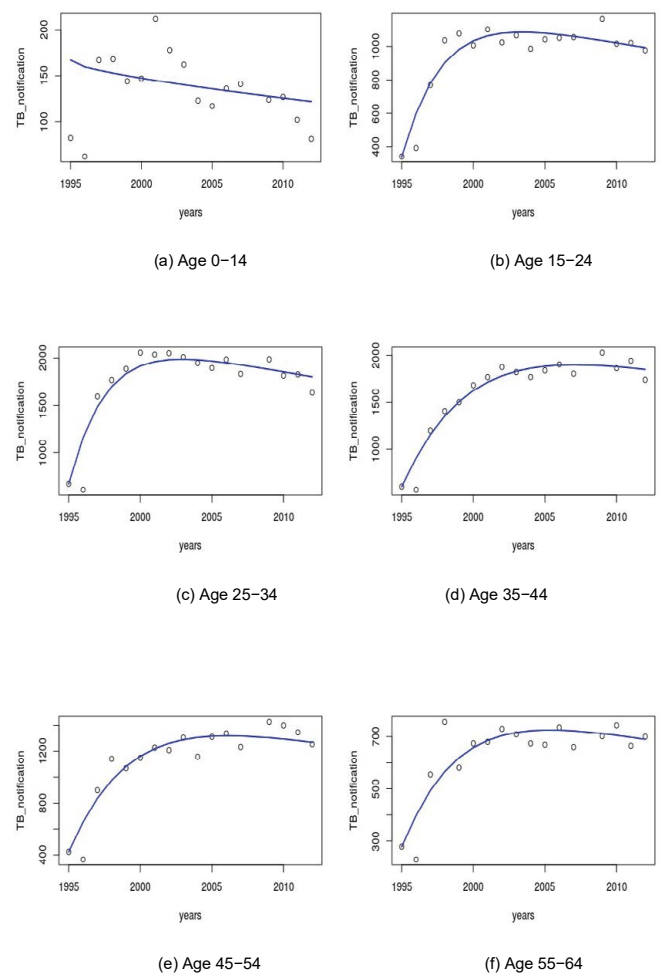 TB_notification
200
150
100
1995
2000
2005
2010
years
(a) Age 0−14
TB_notification
1000
800
600
400
1995
2000
2005
2010
years
(b) Age 15−24
TB_notification
2000
1500
1000
1995
2000
2005
2010
years
(c) Age 25−34
TB_notification
2000
1500
1000
1995
2000
2005
2010
years
(d) Age 35−44
TB_notification
1200
800
400
1995
2000
2005
2010
years
(e) Age 45−54
TB_notification
700
500
300
1995
2000
2005
2010
years
(f) Age 55−64